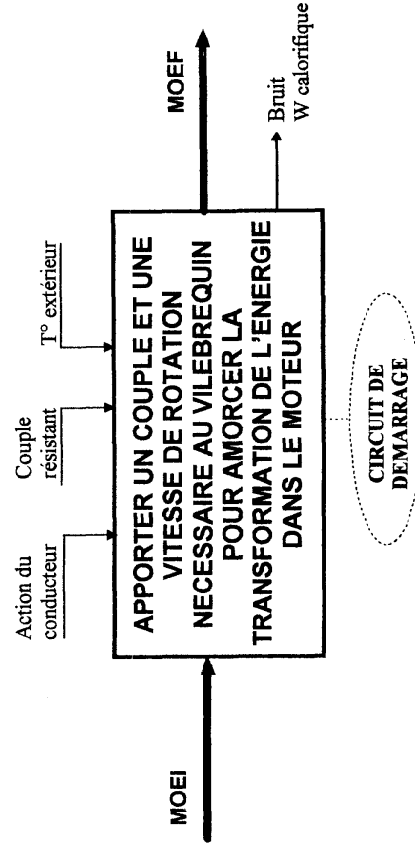 Action du
conducteur
Couple
résistant
T° extérieur
MOEI
APPORTER UN COUPLE ET UNE
VITESSE DE ROTATION
NECESSAIRE AU VILEBREQUIN
POUR AMORCER LA
TRANSFORMATION DE L'ENERGIE
DANS LE MOTEUR
MOEF
Bruit
W calorifique
CIRCUIT DE
DEMARRAGE